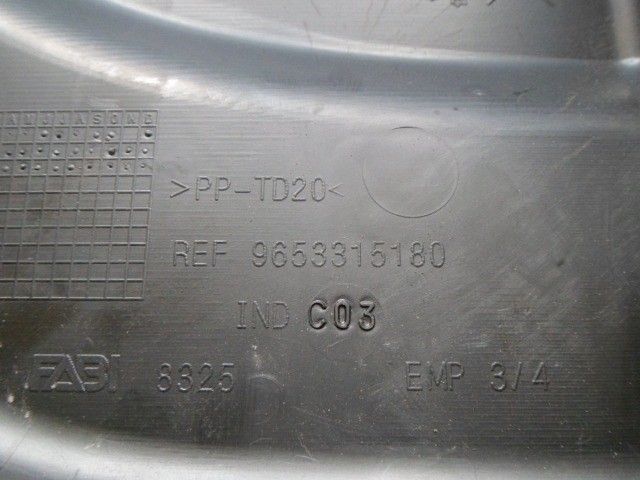 A M J J A S O N D
>PP-TD20<
REF 9653315180
IND C03
FABI 8325 EMP 3/4